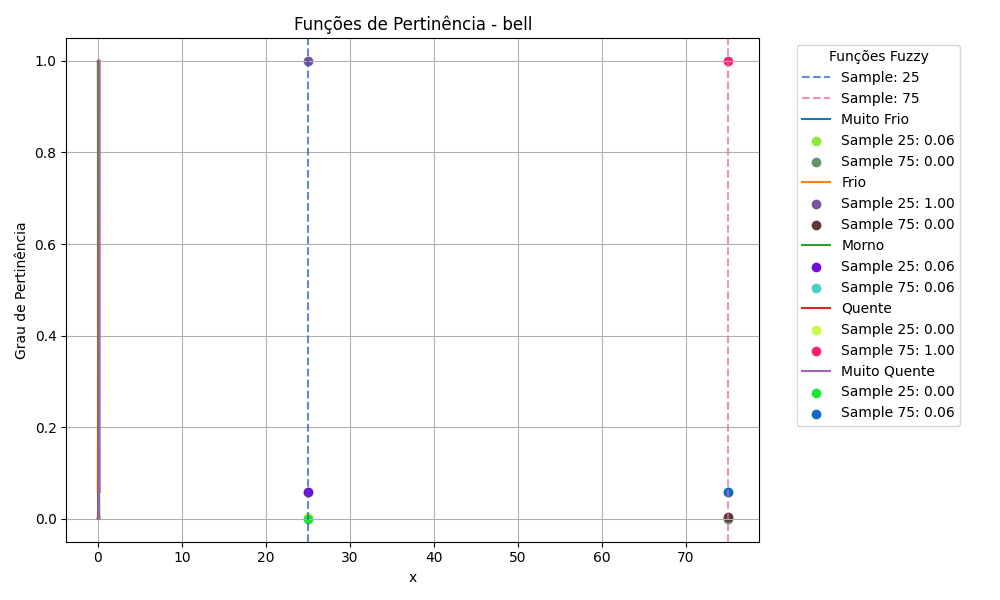 Funções de Pertinência - bell
Grau de Pertinência
1.0
0.8
0.6
0.4
0.2
0.0
0
10
20
30
40
50
60
70
x
Funções Fuzzy
Sample: 25
Sample: 75
Muito Frio
Sample 25: 0.06
Sample 75: 0.00
Frio
Sample 25: 1.00
Sample 75: 0.00
Morno
Sample 25: 0.06
Sample 75: 0.06
Quente
Sample 25: 0.00
Sample 75: 1.00
Muito Quente
Sample 25: 0.00
Sample 75: 0.06